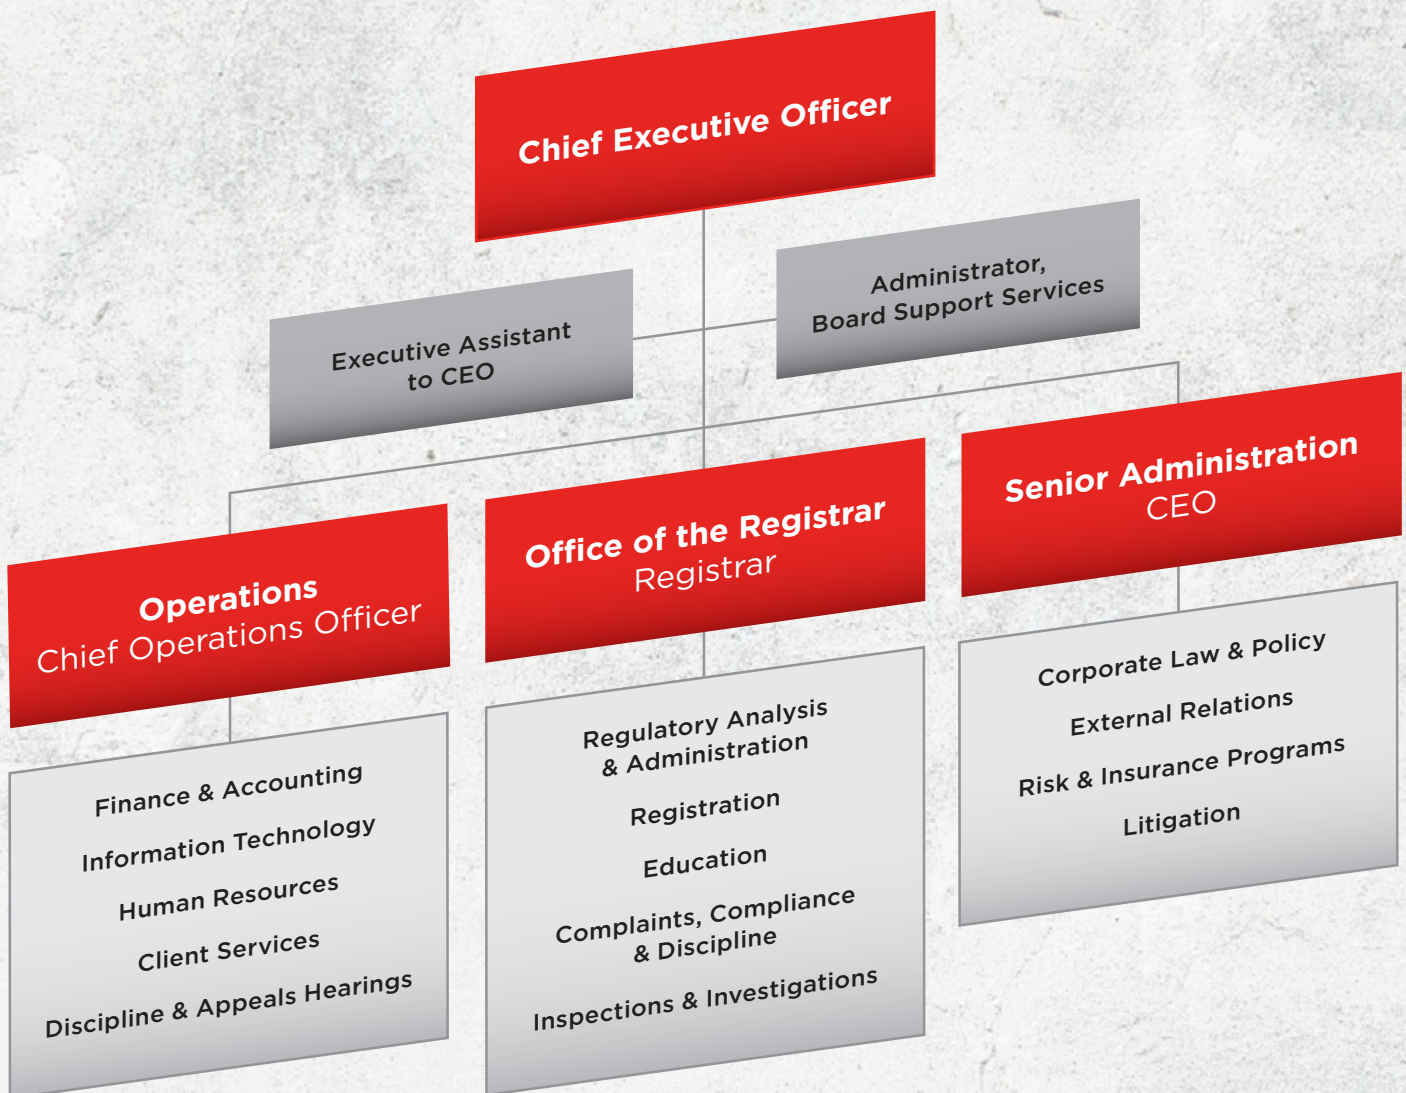 Chief Executive Officer
Executive Assistant
to CEO
Administrator,
Board Support Services
Operations
Chief Operations Officer
Office of the Registrar
Registrar
Senior Administration
CEO
Finance & Accounting
Information Technology
Human Resources
Client Services
Discipline & Appeals Hearings
Regulatory Analysis
& Administration
Registration
Education
Complaints, Compliance
& Discipline
Inspections & Investigations
Corporate Law & Policy
External Relations
Risk & Insurance Programs
Litigation